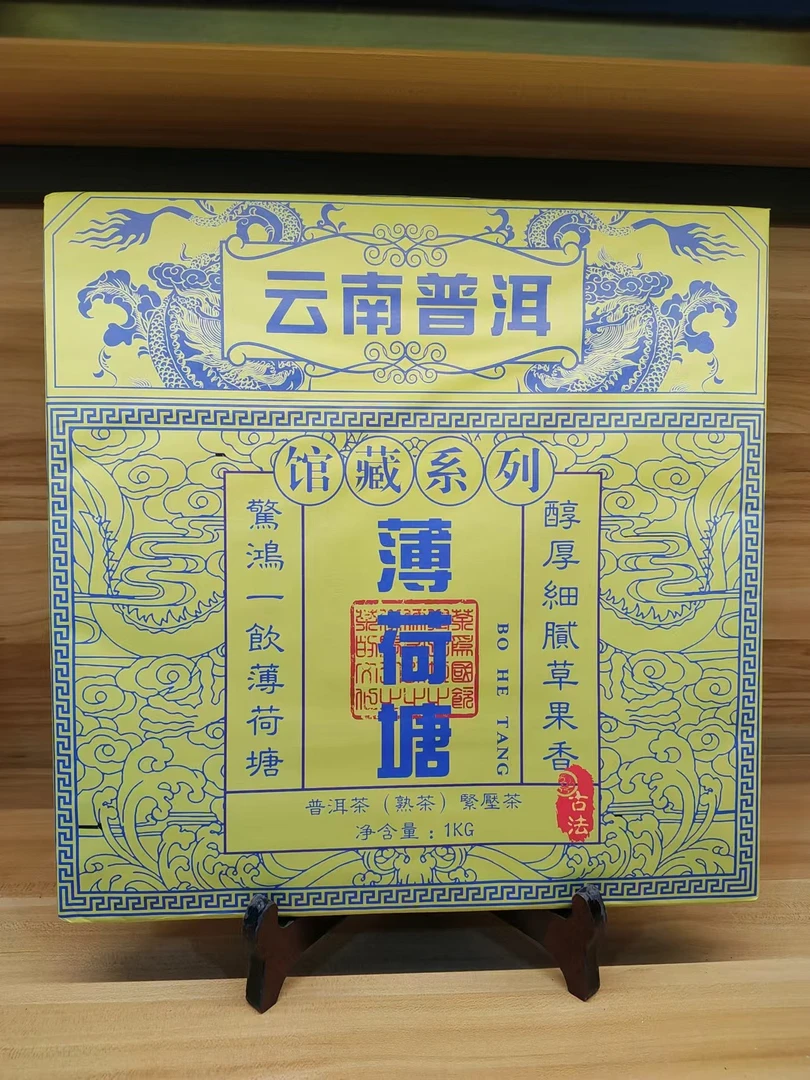 云南普洱
馆藏系列
醇厚細膩草果香
薄荷塘
BO HE TANG
驚鴻一飲薄荷塘
古法
普洱茶（熟茶）緊壓茶
净含量：1KG